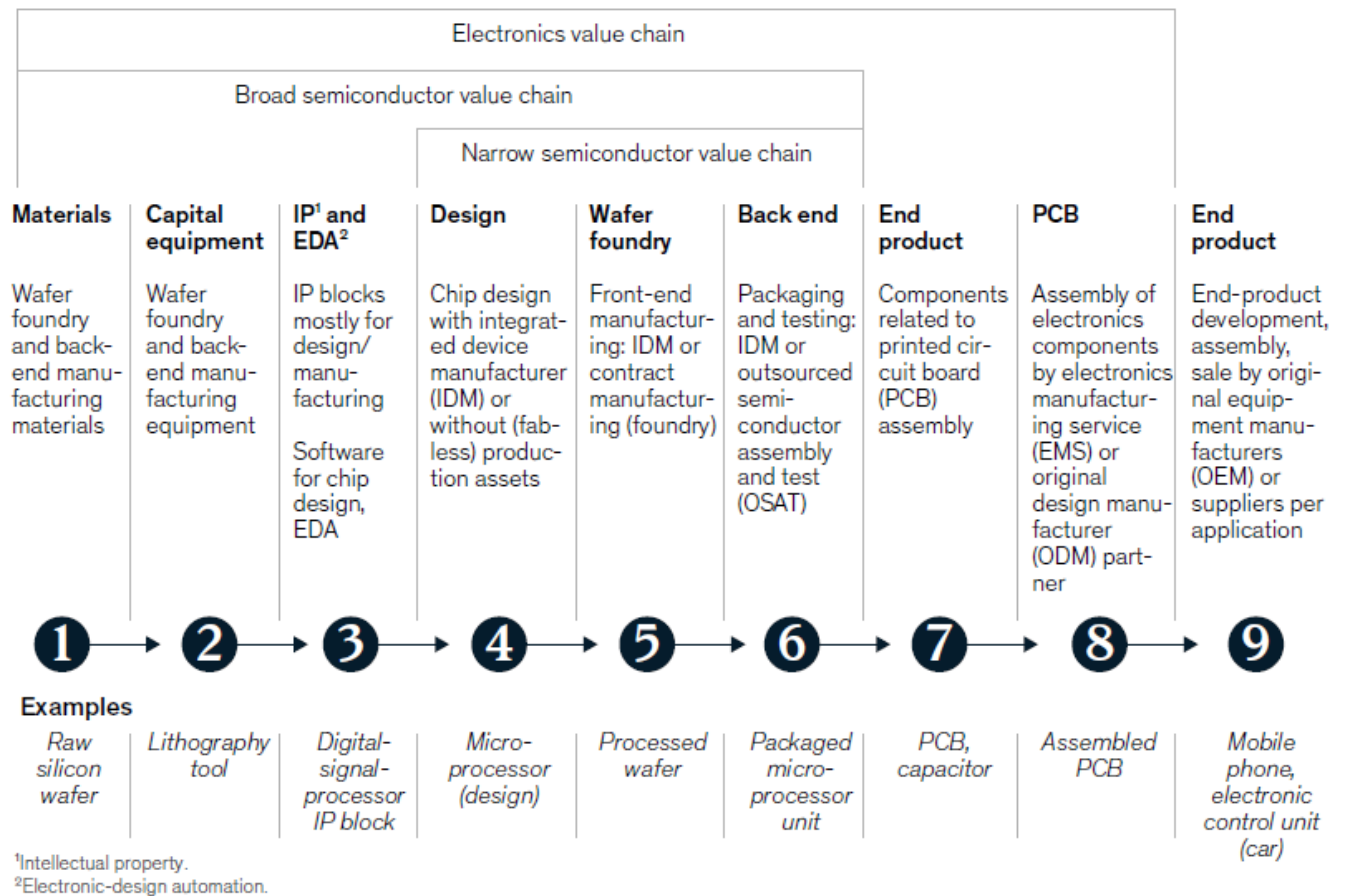 Electronics value chain
Broad semiconductor value chain
Narrow semiconductor value chain
Materials
Wafer
foundry
and back-
end manu-
facturing
materials
Capital
equipment
Wafer
foundry
and back-
end manu-
facturing
equipment
IP¹ and
EDA²
IP blocks
mostly for
design/
manu-
facturing
Software
for chip
design,
EDA
Design
Chip design
with integrat-
ed device
manufacturer
(IDM) or
without (fab-
less) produc-
tion assets
Wafer
foundry
Front-end
manufactur-
ing: IDM or
contract
manufactur-
ing (foundry)
Back end
Packaging
and testing:
IDM or
outsourced
semi-
conductor
assembly
and test
(OSAT)
End
product
Components
related to
printed cir-
cuit board
(PCB)
assembly
PCB
Assembly of
electronics
components
by electronics
manufactur-
ing service
(EMS) or
original
design manu-
facturer
(ODM) part-
ner
End
product
End-product
development,
assembly,
sale by origi-
nal equip-
ment manu-
facturers
(OEM) or
suppliers per
application
1 2 3 4 5 6 7 8 9
Examples
Raw
silicon
wafer
Lithography
tool
Digital-
signal-
processor
IP block
Micro-
processor
(design)
Processed
wafer
Packaged
micro-
processor
unit
PCB,
capacitor
Assembled
PCB
Mobile
phone,
electronic
control unit
(car)
¹Intellectual property.
²Electronic-design automation.